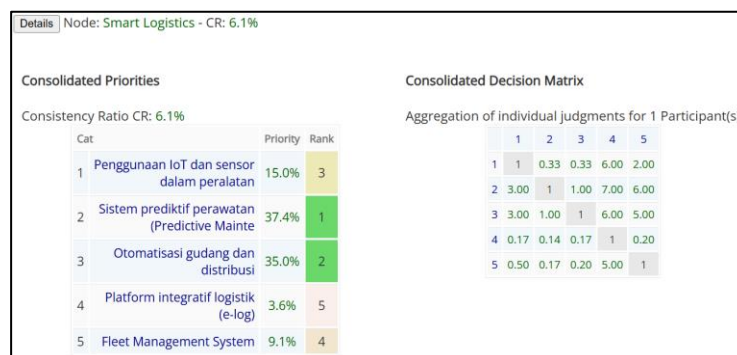 Details Node: Smart Logistics - CR: 6.1%
Consolidated Priorities
Consistency Ratio CR: 6.1%
Cat Priority Rank
1 Penggunaan IoT dan sensor dalam peralatan 15.0% 3
2 Sistem prediktif perawatan (Predictive Mainte 37.4% 1
3 Otomatisasi gudang dan distribusi 35.0% 2
4 Platform integratif logistik (e-log) 3.6% 5
5 Fleet Management System 9.1% 4
Consolidated Decision Matrix
Aggregation of individual judgments for 1 Participant(s
1 2 3 4 5
1 1 0.33 0.33 6.00 2.00
2 3.00 1 1.00 7.00 6.00
3 3.00 1.00 1 6.00 5.00
4 0.17 0.14 0.17 1 0.20
5 0.50 0.17 0.20 5.00 1